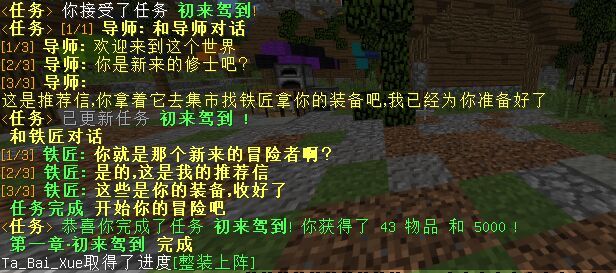 <任务> 你接受了任务 初来驾到!
<任务> [1/1] 导师: 和导师对话
[1/3] 导师: 欢迎来到这个世界
[2/3] 导师: 你是新来的修士吧?
[3/3] 导师:
这是推荐信,你拿着它去集市找铁匠拿你的装备吧,我已经为你准备好了
<任务> 已更新任务 初来驾到 !
和铁匠对话
[1/3] 铁匠: 你就是那个新来的冒险者啊?
[2/3] 铁匠: 是的,这是我的推荐信
[3/3] 铁匠: 这些是你的装备,收好了
任务完成 开始你的冒险吧
<任务> 恭喜你完成了任务 初来驾到! 你获得了 43 物品 和 5000 !
第一章·初来驾到 完成
Ta_Bai_Xue取得了进度[整装上阵]